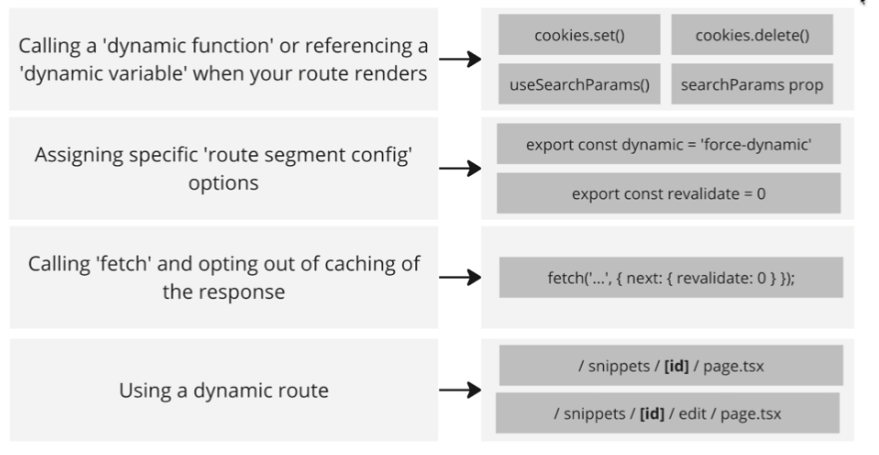 Calling a 'dynamic function' or referencing a
'dynamic variable' when your route renders
cookies.set()
cookies.delete()
useSearchParams()
searchParams prop
Assigning specific 'route segment config'
options
export const dynamic = 'force-dynamic'
export const revalidate = 0
Calling 'fetch' and opting out of caching of
the response
fetch('...', { next: { revalidate: 0 } });
Using a dynamic route
/ snippets / [id] / page.tsx
/ snippets / [id] / edit / page.tsx